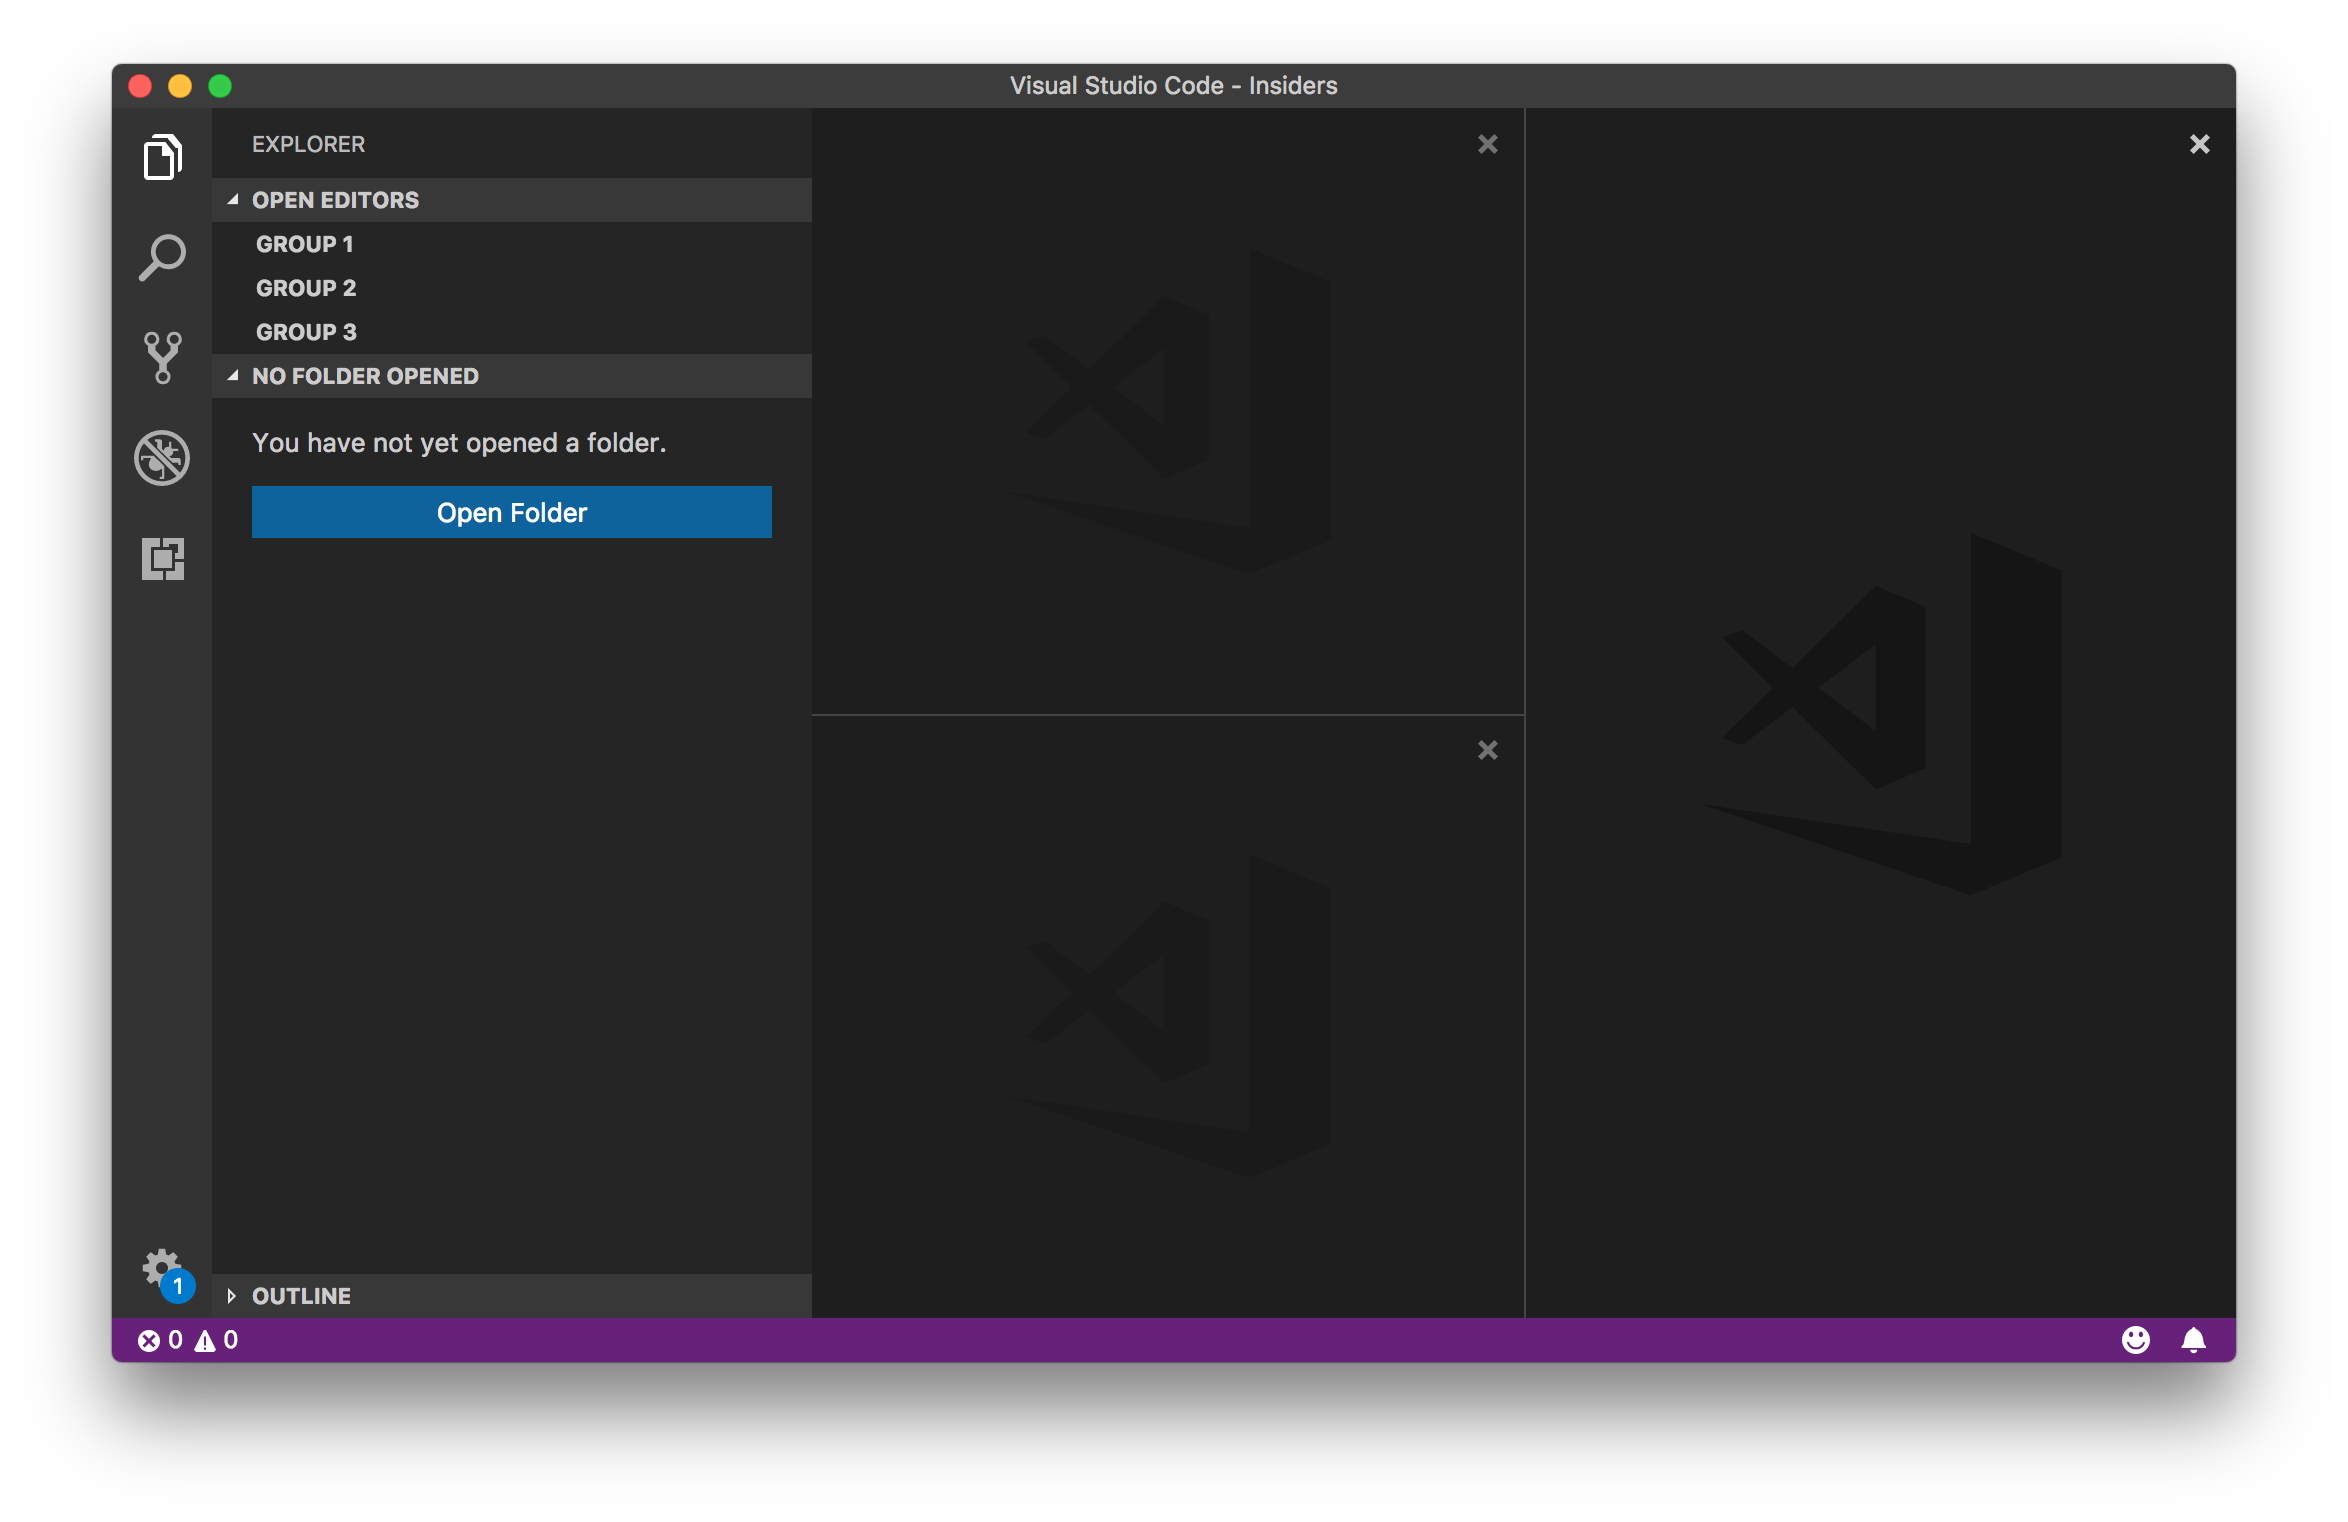 Visual Studio Code - Insiders
EXPLORER
OPEN EDITORS
GROUP 1
GROUP 2
GROUP 3
NO FOLDER OPENED
You have not yet opened a folder.
Open Folder
1
OUTLINE
0 0